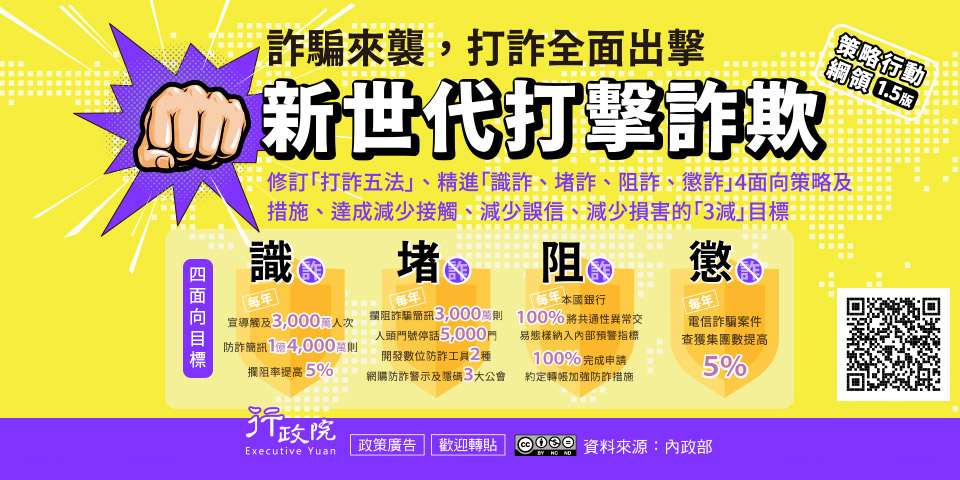 詐騙來襲，打詐全面出擊
策略行動
綱領 1.5版
新世代打擊詐欺
修訂「打詐五法」、精進「識詐、堵詐、阻詐、懲詐」4面向策略及
措施、達成減少接觸、減少誤信、減少損害的「3減」目標
四面向目標
識詐
每年
宣導觸及3,000萬人次
防詐簡訊1億4,000萬則
攔阻率提高5%
堵詐
每年
攔阻詐騙簡訊3,000萬則
人頭門號停話5,000門
開發數位防詐工具2種
網購防詐警示及隱碼3大公會
阻詐
每年本國銀行
100%將共通性異常交
易態樣納入內部預警指標
100%完成申請
約定轉帳加強防詐措施
懲詐
每年
電信詐騙案件
查獲集團數提高
5%
行政院
Executive Yuan
政策廣告
歡迎轉貼
cc
BY NC ND
資料來源：內政部